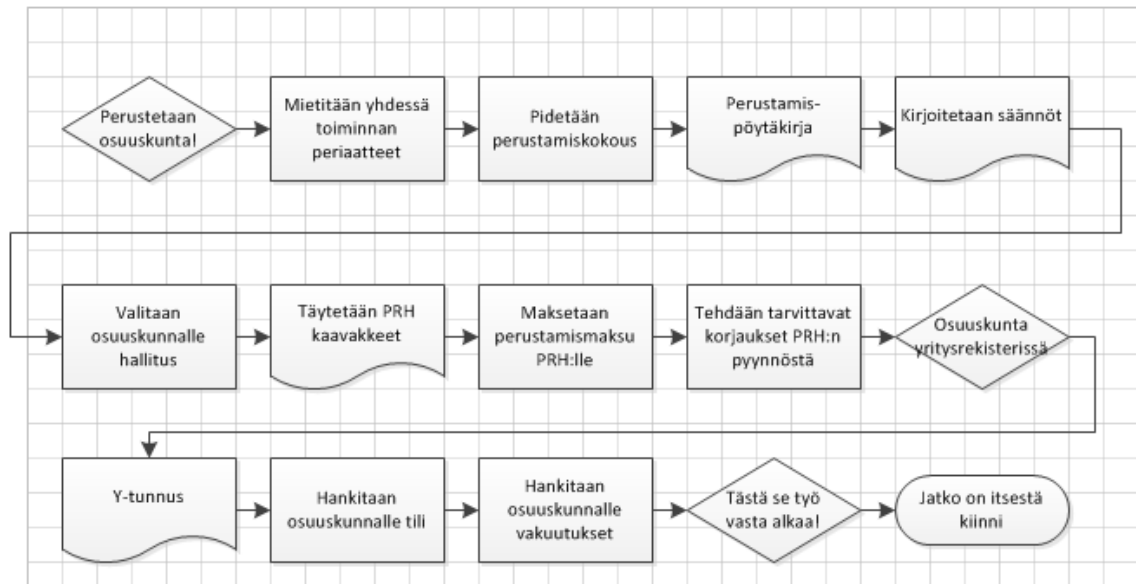 Perustetaan
osuuskunta!
Mietitään yhdessä
toiminnan
periaatteet
Pidetään
perustamiskokous
Perustamis-
pöytäkirja
Kirjoitetaan säännöt
Valitaan
osuuskunnalle
hallitus
Täytetään PRH
kaavakkeet
Maksetaan
perustamismaksu
PRH:lle
Tehdään tarvittavat
korjaukset PRH:n
pyynnöstä
Osuuskunta
yritysrekisterissä
Y-tunnus
Hankitaan
osuuskunnalle tili
Hankitaan
osuuskunnalle
vakuutukset
Tästä se työ
vasta alkaa!
Jatko on itsestä
kiinni